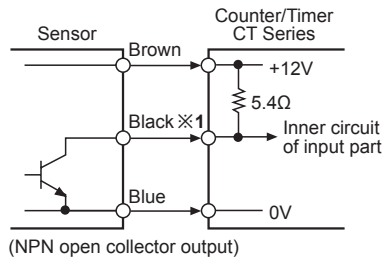 Counter/Timer
CT Series
Sensor
Brown
+12V
5.4Ω
Black ※1
Inner circuit
of input part
Blue
0V
(NPN open collector output)